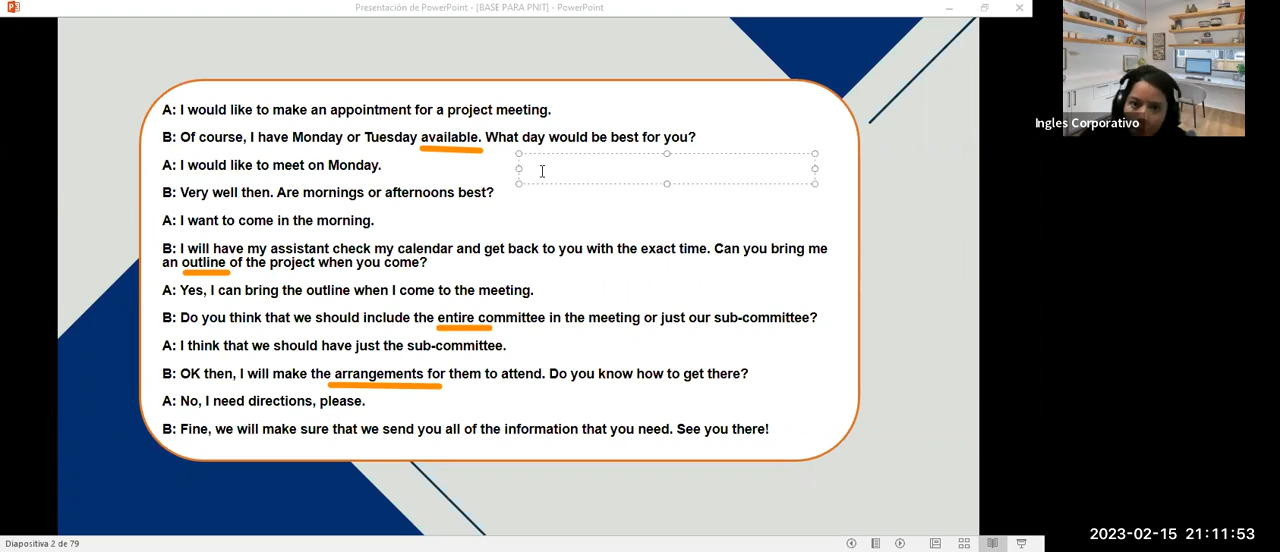 Presentación de PowerPoint - [BASE PARA PNIT] - PowerPoint
A: I would like to make an appointment for a project meeting.
B: Of course, I have Monday or Tuesday available. What day would be best for you?
A: I would like to meet on Monday.
B: Very well then. Are mornings or afternoons best?
A: I want to come in the morning.
B: I will have my assistant check my calendar and get back to you with the exact time. Can you bring me
an outline of the project when you come?
A: Yes, I can bring the outline when I come to the meeting.
B: Do you think that we should include the entire committee in the meeting or just our sub-committee?
A: I think that we should have just the sub-committee.
B: OK then, I will make the arrangements for them to attend. Do you know how to get there?
A: No, I need directions, please.
B: Fine, we will make sure that we send you all of the information that you need. See you there!
Ingles Corporativo
Diapositiva 2 de 79
2023-02-15 21:11:53